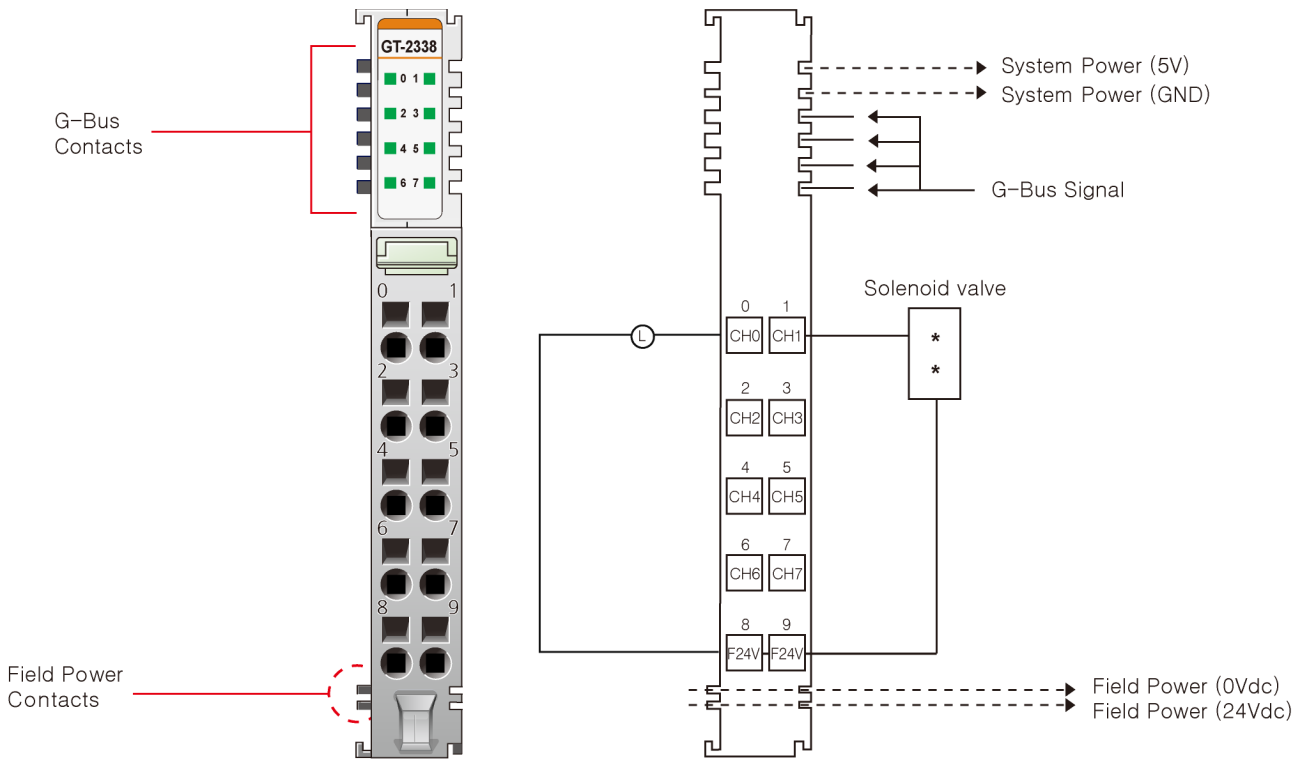 GT-2338
0 1
2 3
4 5
6 7
G-Bus
Contacts
0 1
2 3
4 5
6 7
8 9
Field Power
Contacts
System Power (5V)
System Power (GND)
G-Bus Signal
Solenoid valve
0 1
L CH0 CH1 *
*
2 3
CH2 CH3
4 5
CH4 CH5
6 7
CH6 CH7
8 9
F24V F24V
Field Power (0Vdc)
Field Power (24Vdc)